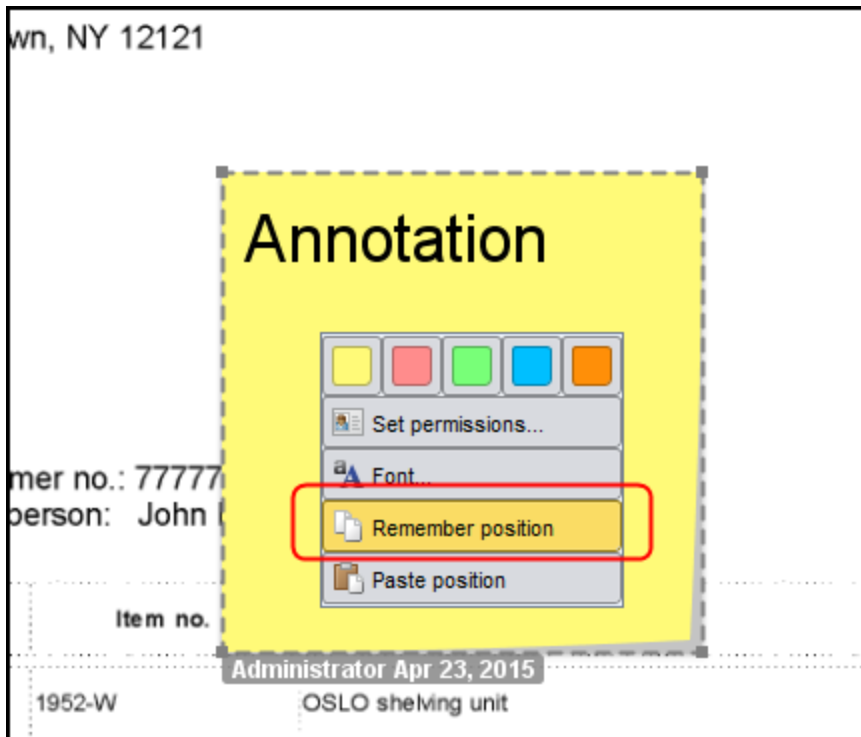 wn, NY 12121
Annotation
Set permissions...
mer no.: 77777
Font...
person: John
Remember position
Paste position
Item no.
Administrator Apr 23, 2015
1952-W OSLO shelving unit